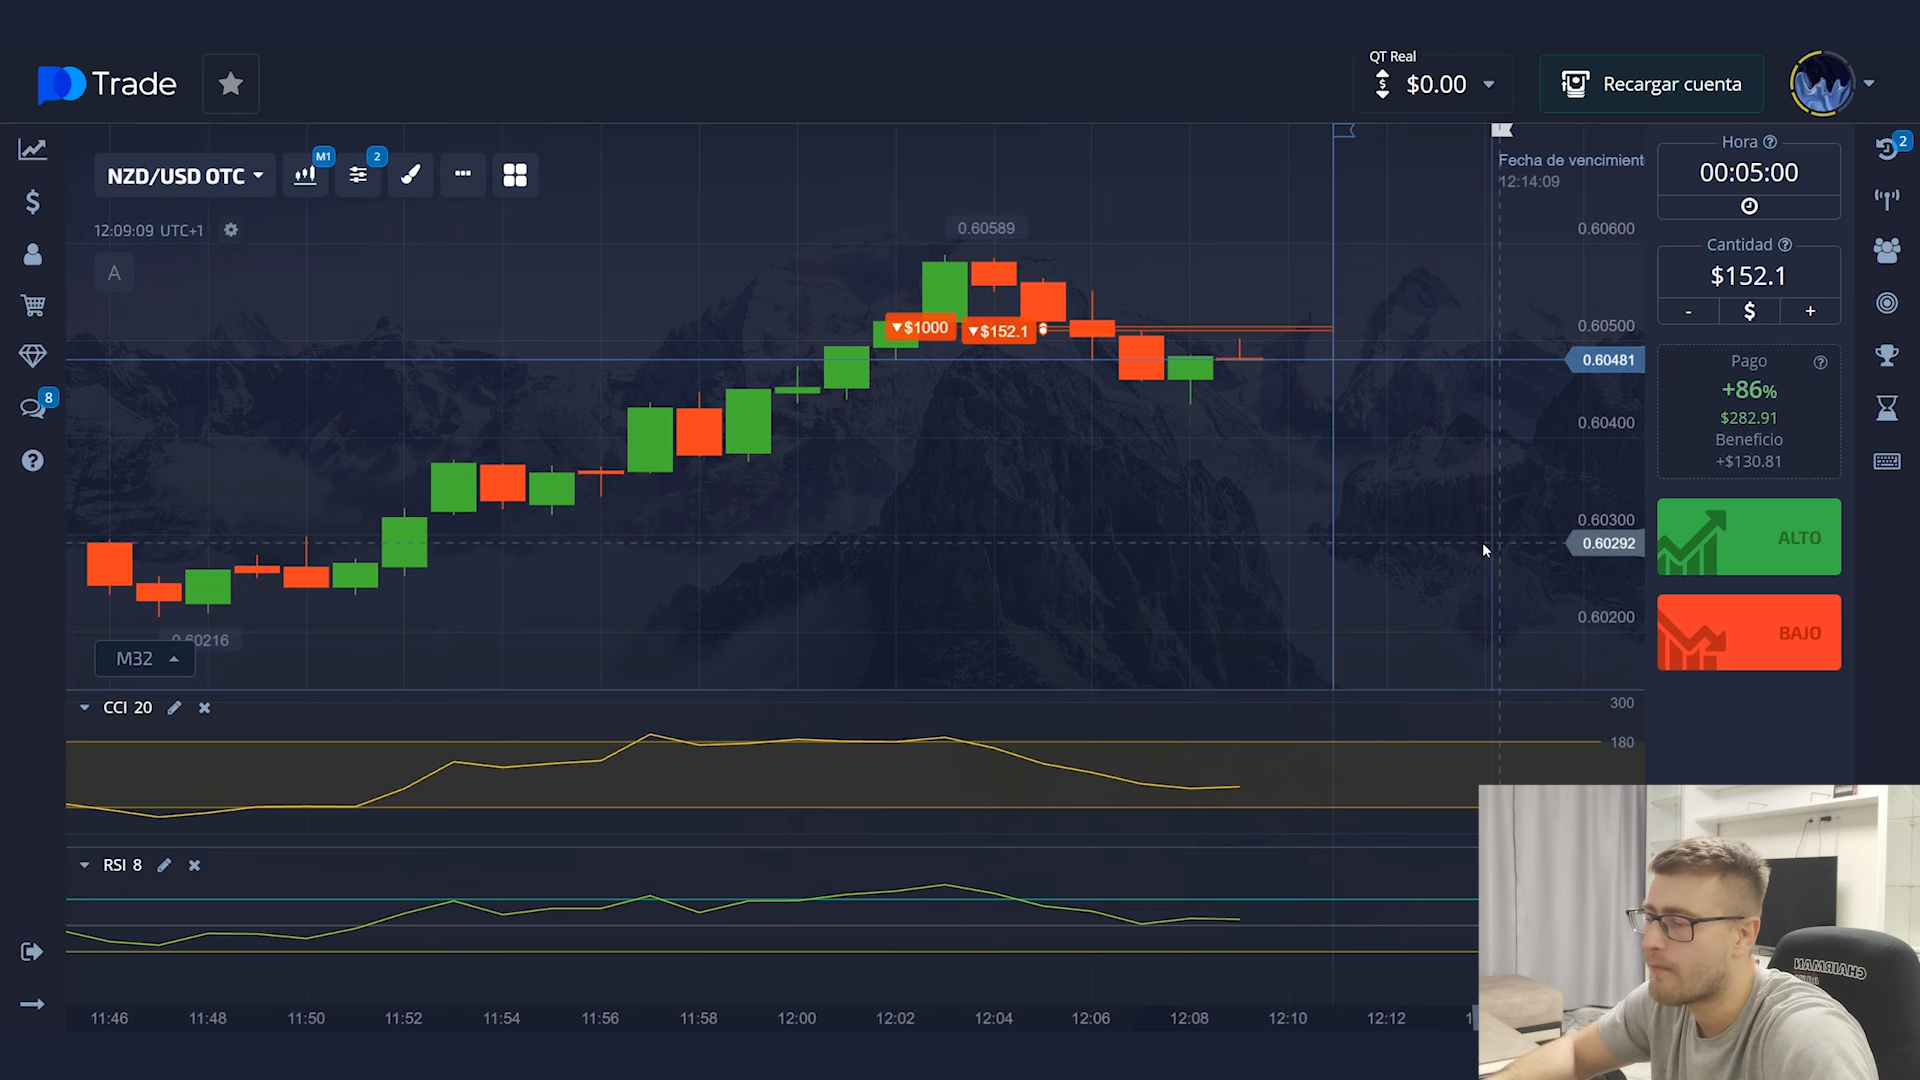 Trade
QT Real
$0.00
Recargar cuenta
NZD/USD OTC
M1
2
12:09:09 UTC+1
A
Fecha de vencimient
12:14:09
0.60589
0.60600
0.60500
0.60481
0.60400
0.60300
0.60292
0.60200
$1000
$152.1
0.60216
M32
8
Hora
00:05:00
Cantidad
$152.1
- $ +
Pago
+86%
$282.91
Beneficio
+$130.81
ALTO
BAJO
2
CCI 20
300
180
RSI 8
11:46 11:48 11:50 11:52 11:54 11:56 11:58 12:00 12:02 12:04 12:06 12:08 12:10 12:12 1
CHAIRMAN